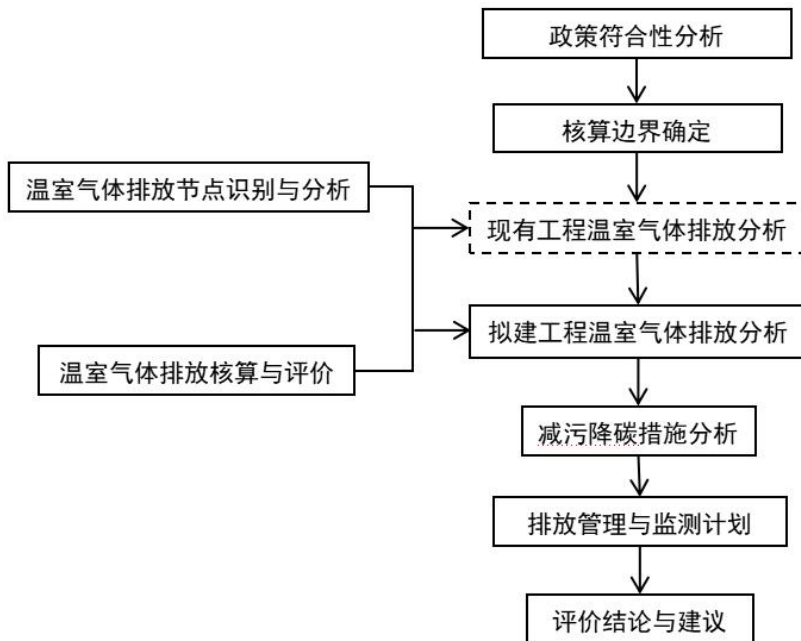 政策符合性分析
核算边界确定
温室气体排放节点识别与分析
现有工程温室气体排放分析
拟建工程温室气体排放分析
温室气体排放核算与评价
减污降碳措施分析
排放管理与监测计划
评价结论与建议